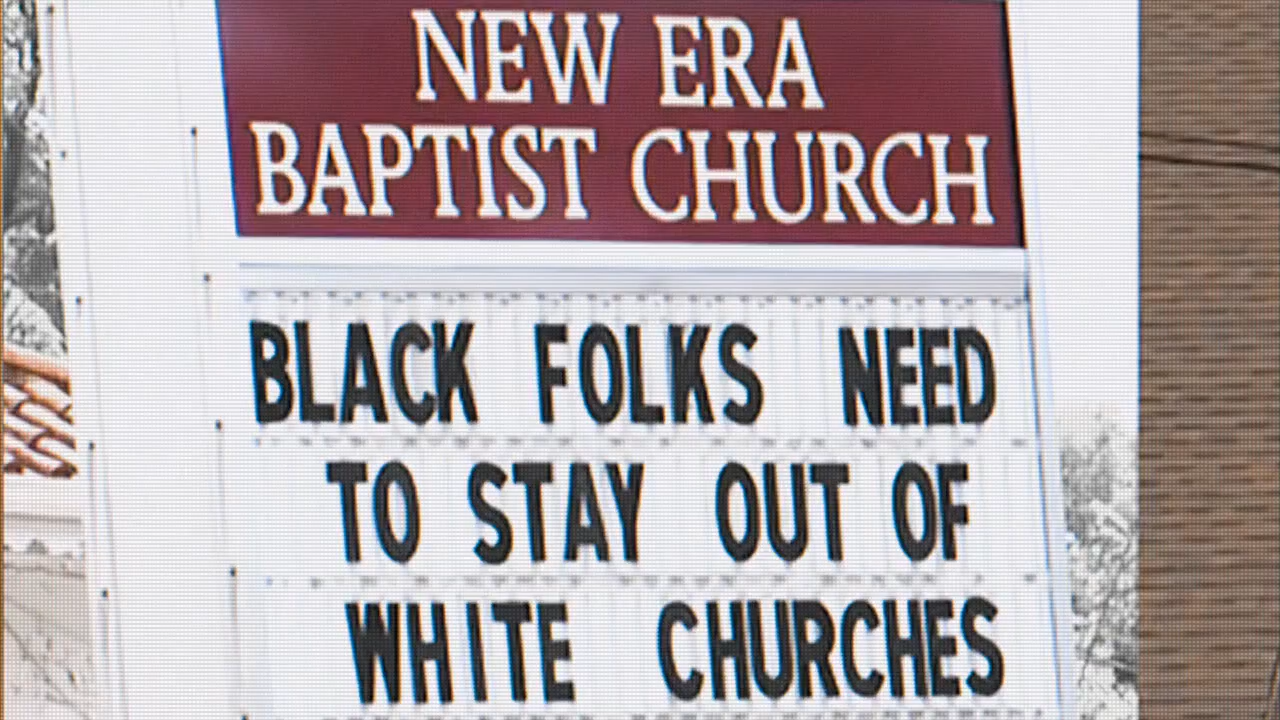 NEW ERA
BAPTIST CHURCH
BLACK FOLKS NEED
TO STAY OUT OF
WHITE CHURCHES